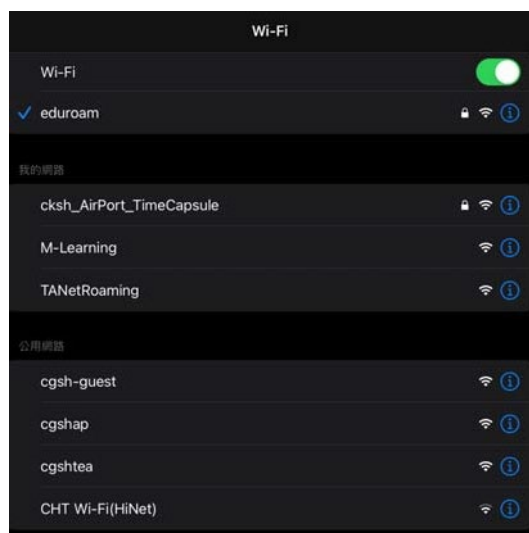 Wi-Fi
Wi-Fi
eduroam
我的網路
cksh_AirPort_TimeCapsule
M-Learning
TANetRoaming
公用網路
cgsh-guest
cgshap
cgshtea
CHT Wi-Fi(HiNet)